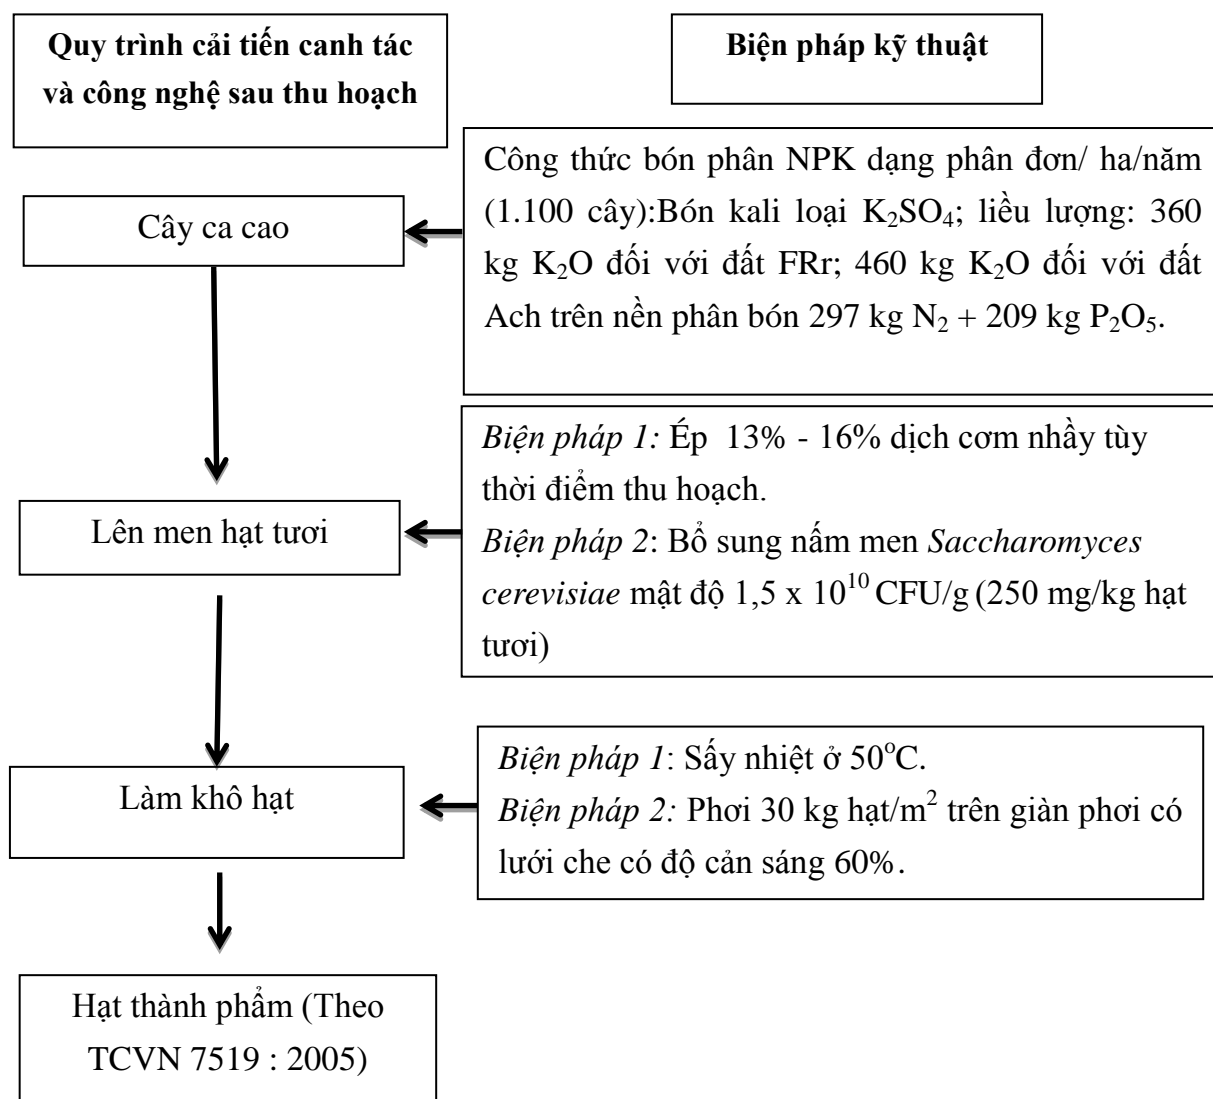 Quy trình cải tiến canh tác
và công nghệ sau thu hoạch
Biện pháp kỹ thuật
Cây ca cao
Công thức bón phân NPK dạng phân đơn/ ha/năm
(1.100 cây):Bón kali loại K₂SO₄; liều lượng: 360
kg K₂O đối với đất FRr; 460 kg K₂O đối với đất
Ach trên nền phân bón 297 kg N₂ + 209 kg P₂O₅.
Lên men hạt tươi
Biện pháp 1: Ép 13% - 16% dịch cơm nhầy tùy
thời điểm thu hoạch.
Biện pháp 2: Bổ sung nấm men Saccharomyces
cerevisiae mật độ 1,5 x 10¹⁰ CFU/g (250 mg/kg hạt
tươi)
Làm khô hạt
Biện pháp 1: Sấy nhiệt ở 50°C.
Biện pháp 2: Phơi 30 kg hạt/m² trên giàn phơi có
lưới che có độ cản sáng 60%.
Hạt thành phẩm (Theo
TCVN 7519 : 2005)